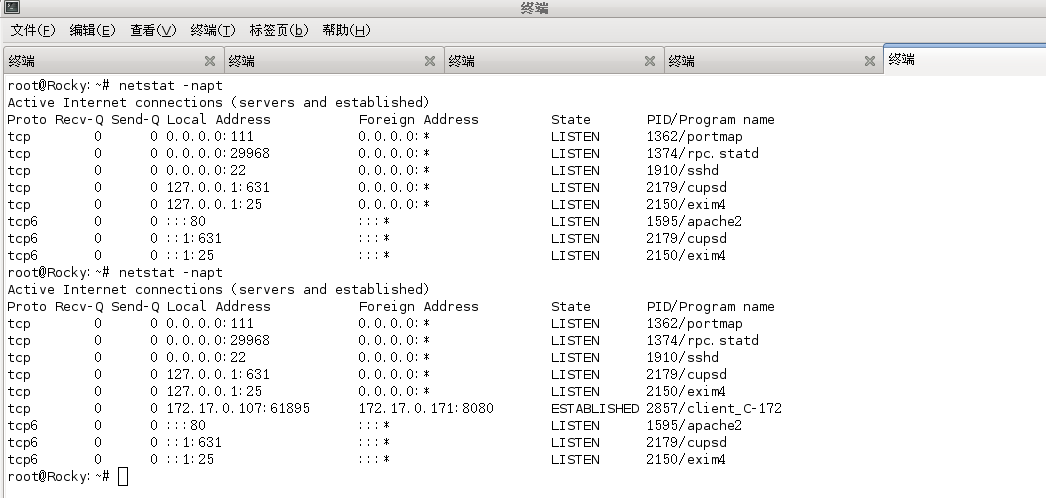 终端
文件(F) 编辑(E) 查看(V) 终端(T) 标签页(b) 帮助(H)
终端 终端 终端 终端 终端
root@Rocky:~# netstat -napt
Active Internet connections (servers and established)
Proto Recv-Q Send-Q Local Address Foreign Address State PID/Program name
tcp 0 0 0.0.0.0:111 0.0.0.0:* LISTEN 1362/portmap
tcp 0 0 0.0.0.0:29968 0.0.0.0:* LISTEN 1374/rpc.statd
tcp 0 0 0.0.0.0:22 0.0.0.0:* LISTEN 1910/sshd
tcp 0 0 127.0.0.1:631 0.0.0.0:* LISTEN 2179/cupsd
tcp 0 0 127.0.0.1:25 0.0.0.0:* LISTEN 2150/exim4
tcp6 0 0 :::80 :::* LISTEN 1595/apache2
tcp6 0 0 ::1:631 :::* LISTEN 2179/cupsd
tcp6 0 0 ::1:25 :::* LISTEN 2150/exim4
root@Rocky:~# netstat -napt
Active Internet connections (servers and established)
Proto Recv-Q Send-Q Local Address Foreign Address State PID/Program name
tcp 0 0 0.0.0.0:111 0.0.0.0:* LISTEN 1362/portmap
tcp 0 0 0.0.0.0:29968 0.0.0.0:* LISTEN 1374/rpc.statd
tcp 0 0 0.0.0.0:22 0.0.0.0:* LISTEN 1910/sshd
tcp 0 0 127.0.0.1:631 0.0.0.0:* LISTEN 2179/cupsd
tcp 0 0 127.0.0.1:25 0.0.0.0:* LISTEN 2150/exim4
tcp 0 0 172.17.0.107:61895 172.17.0.171:8080 ESTABLISHED 2857/client_C-172
tcp6 0 0 :::80 :::* LISTEN 1595/apache2
tcp6 0 0 ::1:631 :::* LISTEN 2179/cupsd
tcp6 0 0 ::1:25 :::* LISTEN 2150/exim4
root@Rocky:~#